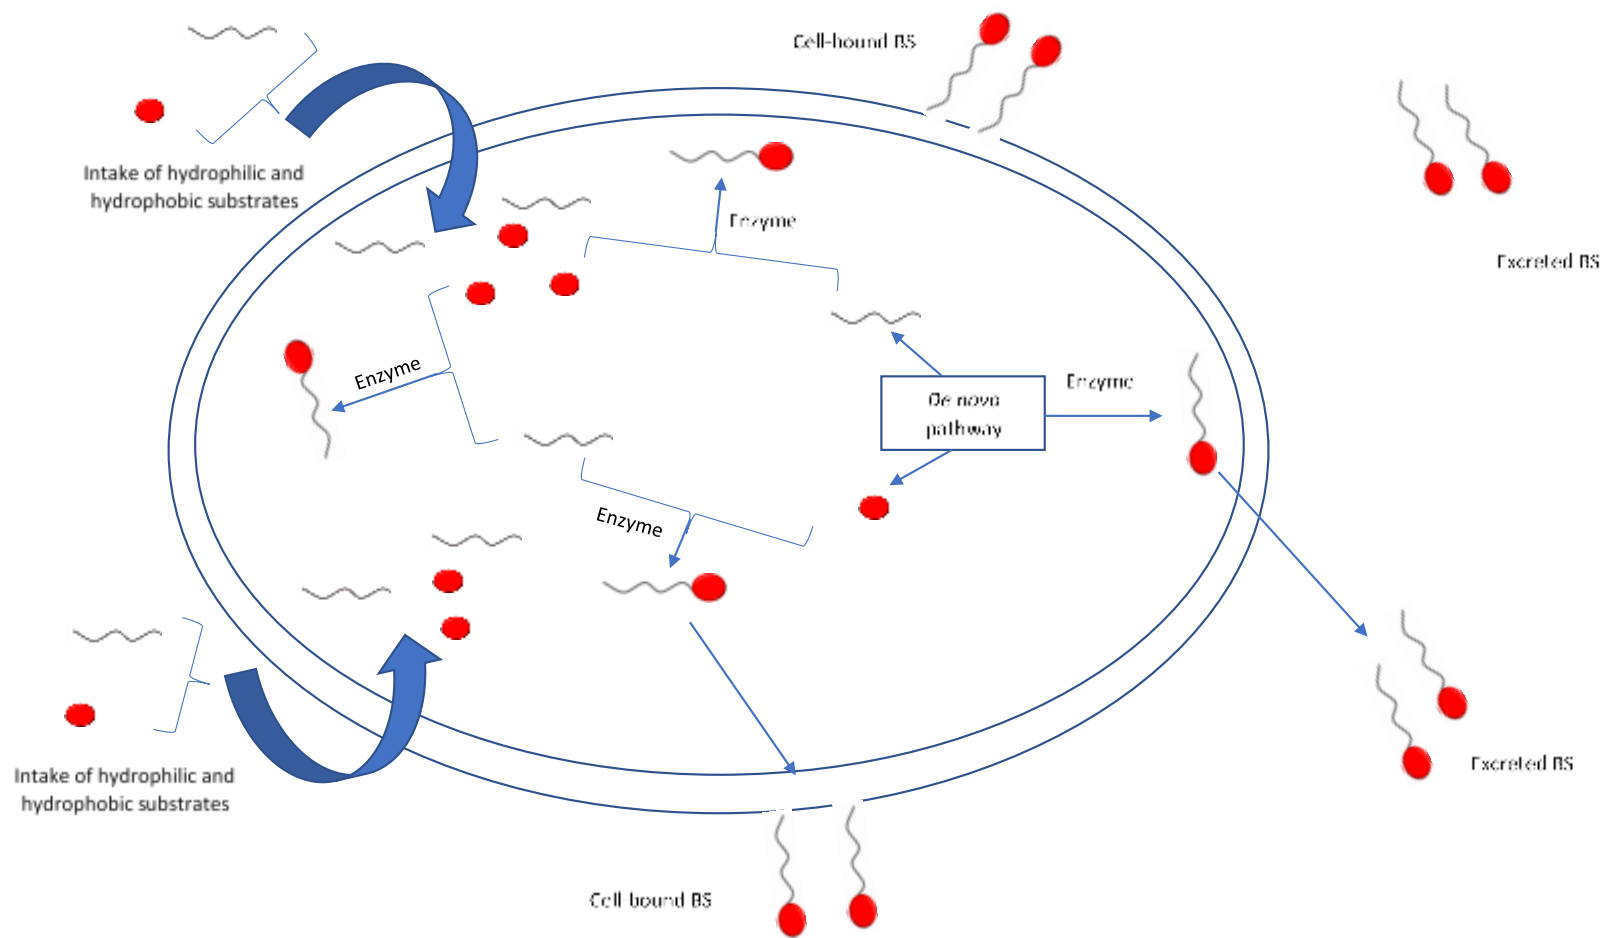 Cell-bound BS
Intake of hydrophilic and
hydrophobic substrates
Enzyme
Excreted BS
Enzyme
Enzyme
De novo
pathway
Enzyme
Intake of hydrophilic and
hydrophobic substrates
Excreted BS
Cell-bound BS